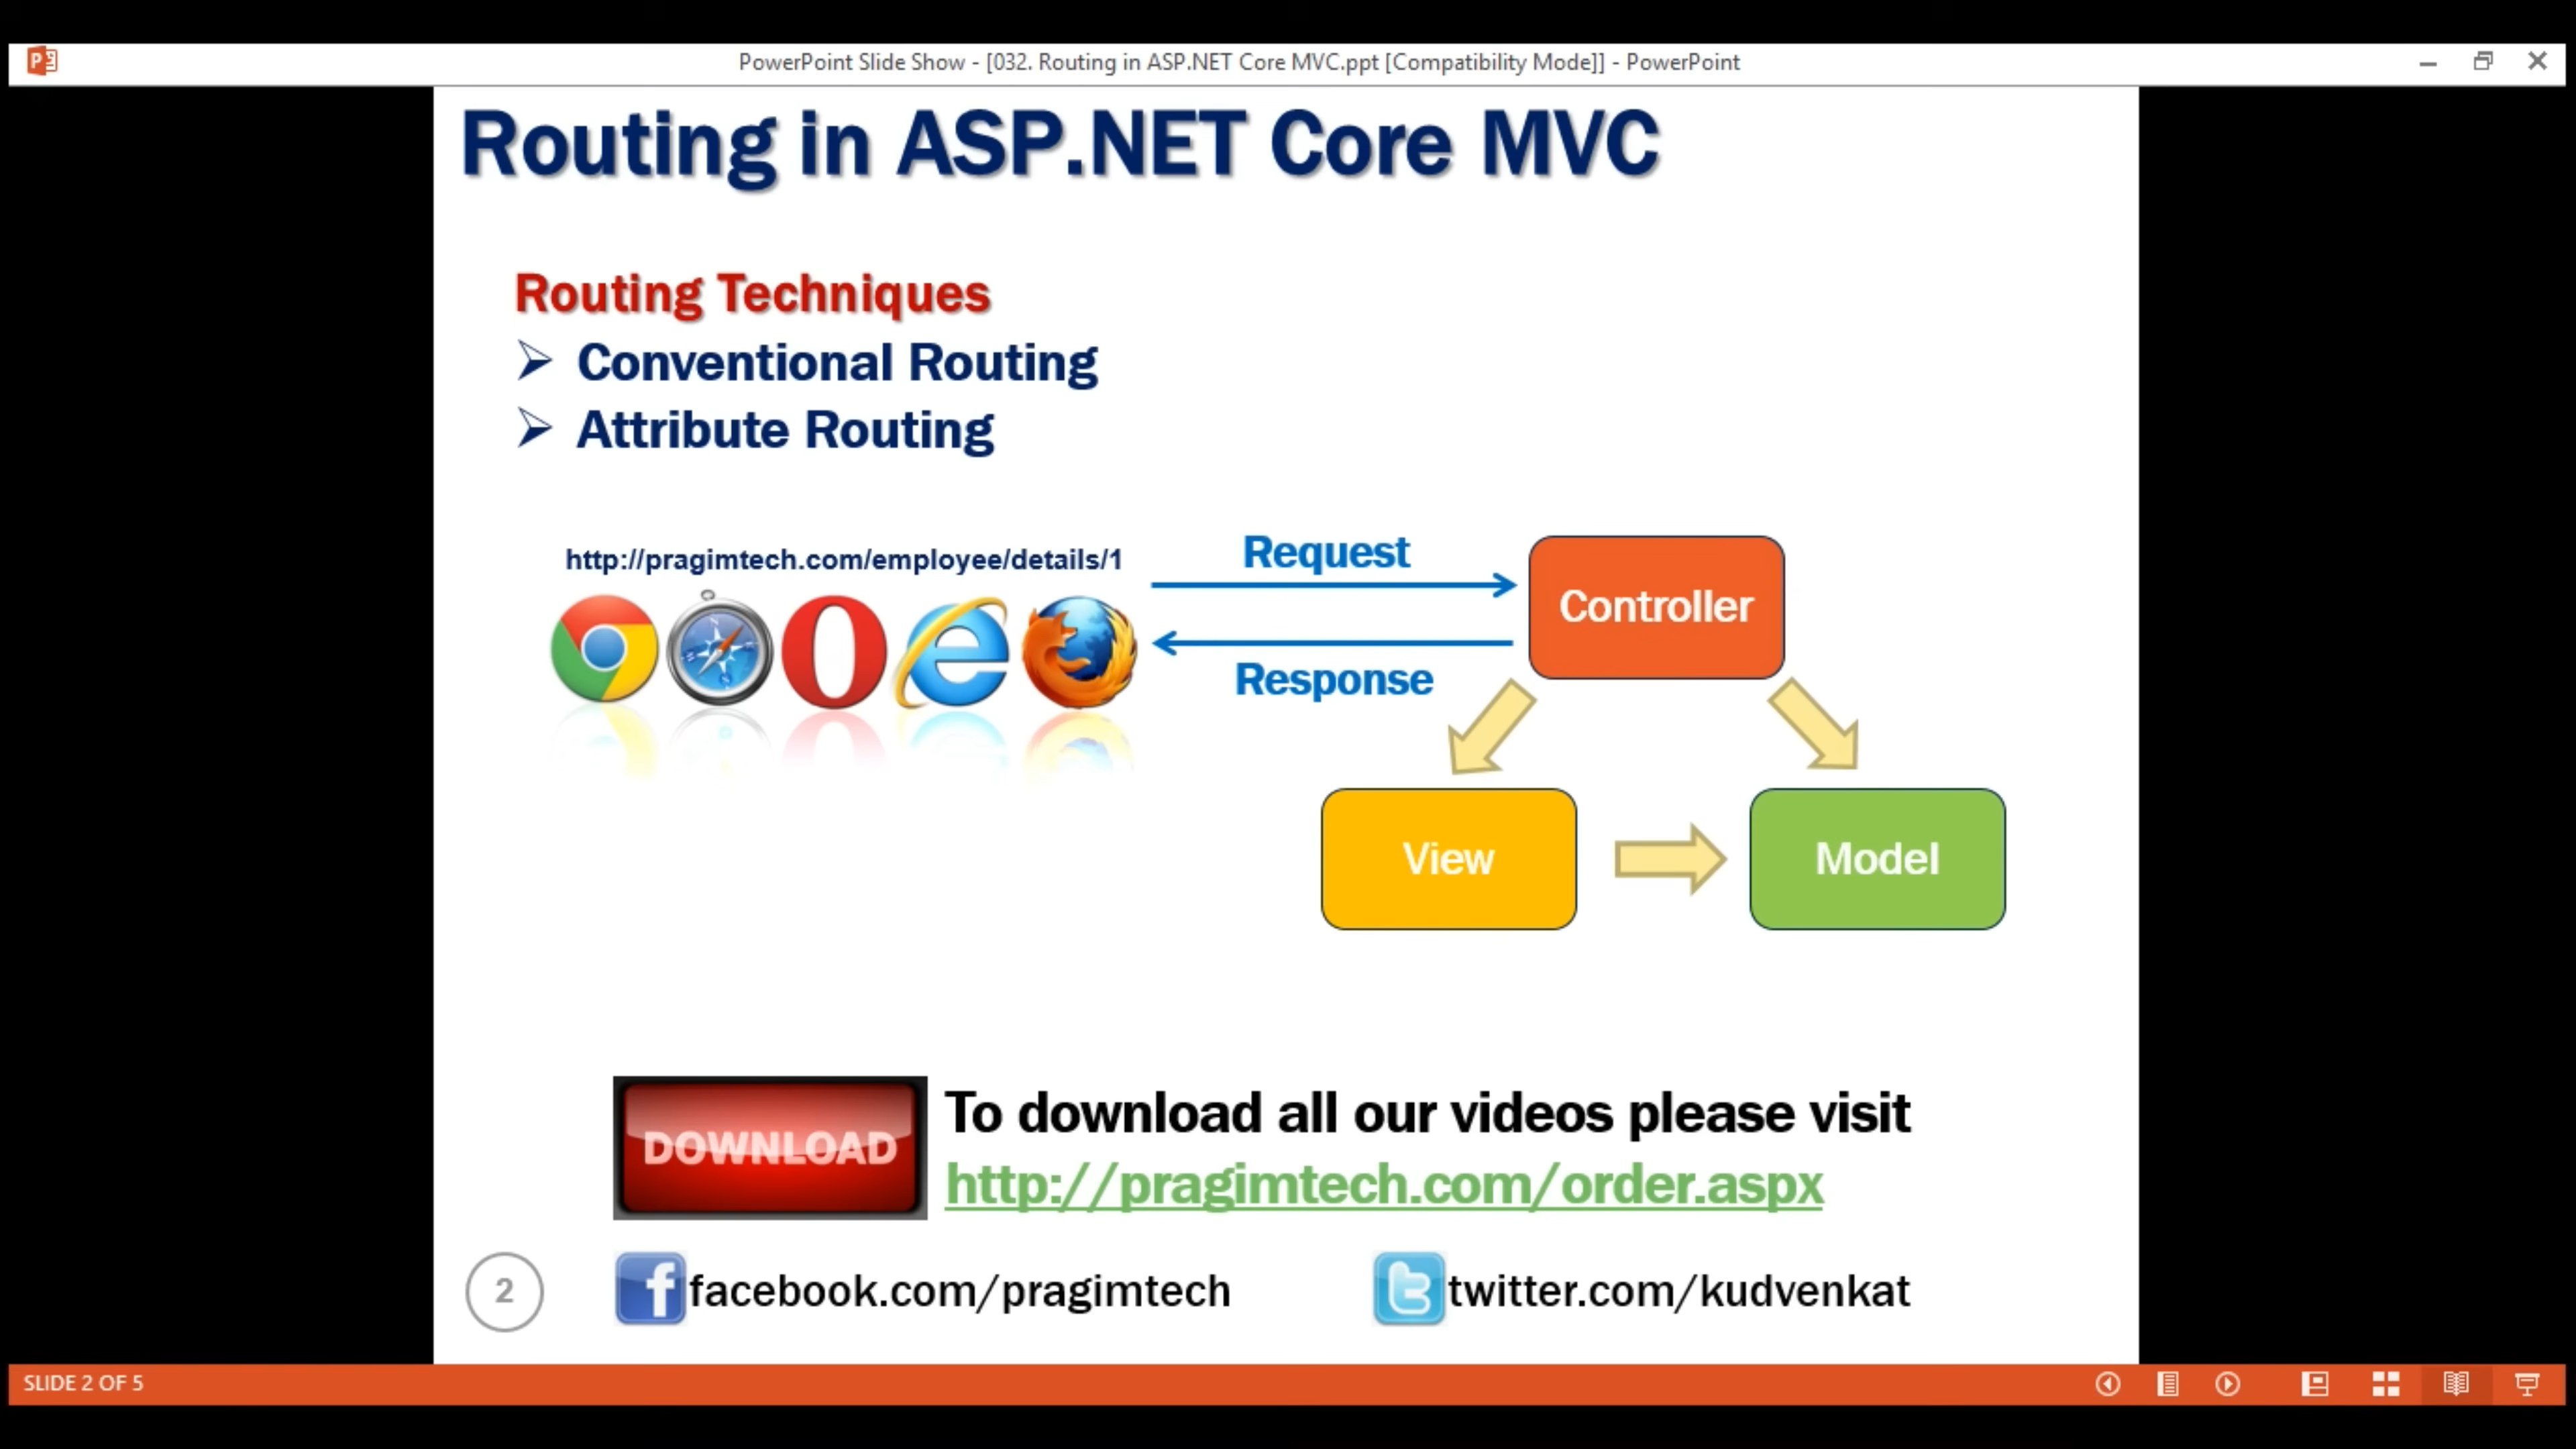 PowerPoint Slide Show - [032. Routing in ASP.NET Core MVC.ppt [Compatibility Mode]] - PowerPoint
Routing in ASP.NET Core MVC
Routing Techniques
Conventional Routing
Attribute Routing
http://pragimtech.com/employee/details/1
Request
Response
Controller
View
Model
DOWNLOAD
To download all our videos please visit
http://pragimtech.com/order.aspx
2
facebook.com/pragimtech
twitter.com/kudvenkat
SLIDE 2 OF 5